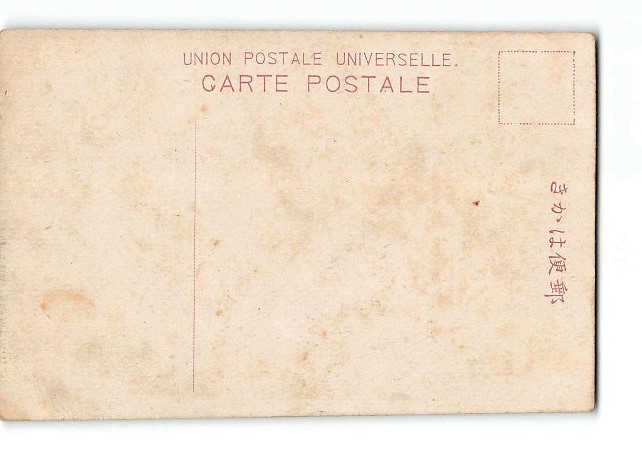 UNION POSTALE UNIVERSELLE.
CARTE POSTALE
郵便はかき